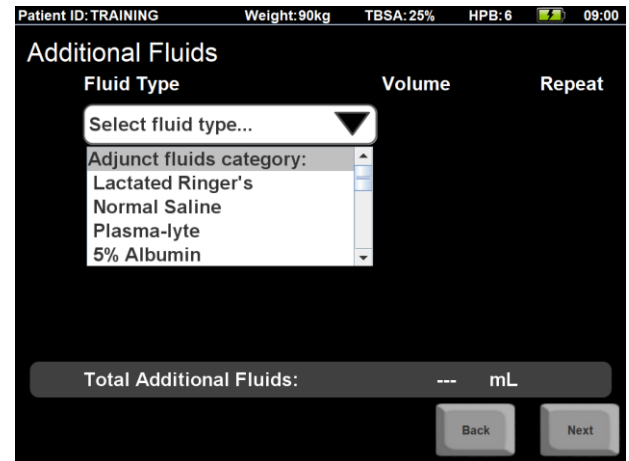 Patient ID: TRAINING Weight:90kg TBSA:25% HPB:6 09:00
Additional Fluids
Fluid Type Volume Repeat
Select fluid type...
Adjunct fluids category:
Lactated Ringer's
Normal Saline
Plasma-lyte
5% Albumin
Total Additional Fluids: --- mL
Back Next